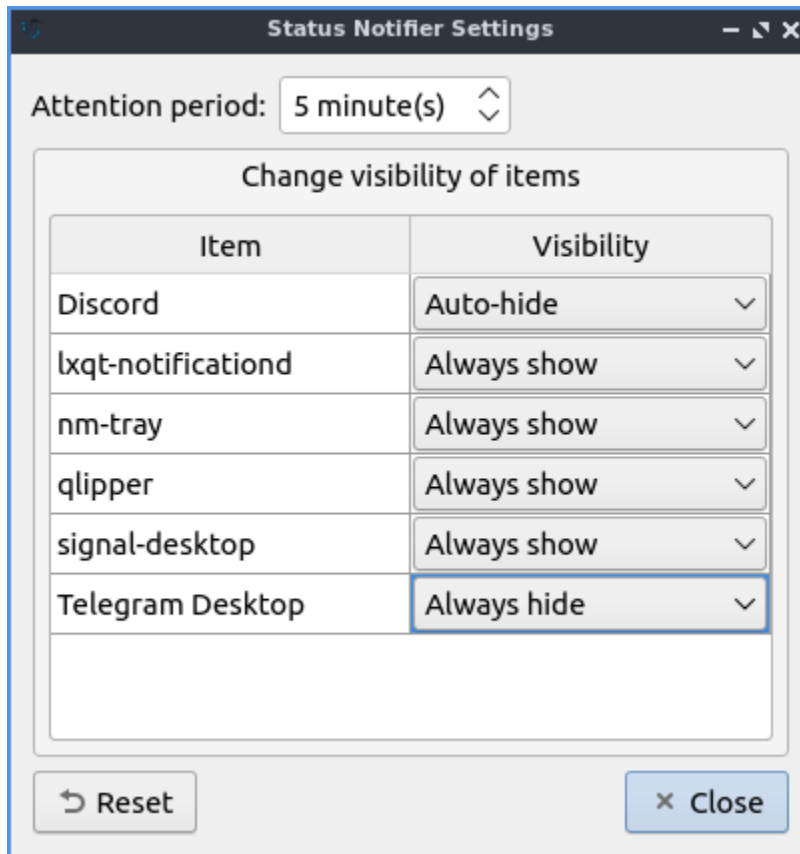 Status Notifier Settings
Attention period: 5 minute(s)
Change visibility of items
Item Visibility
Discord Auto-hide
lxqt-notificationd Always show
nm-tray Always show
qlipper Always show
signal-desktop Always show
Telegram Desktop Always hide
Reset Close